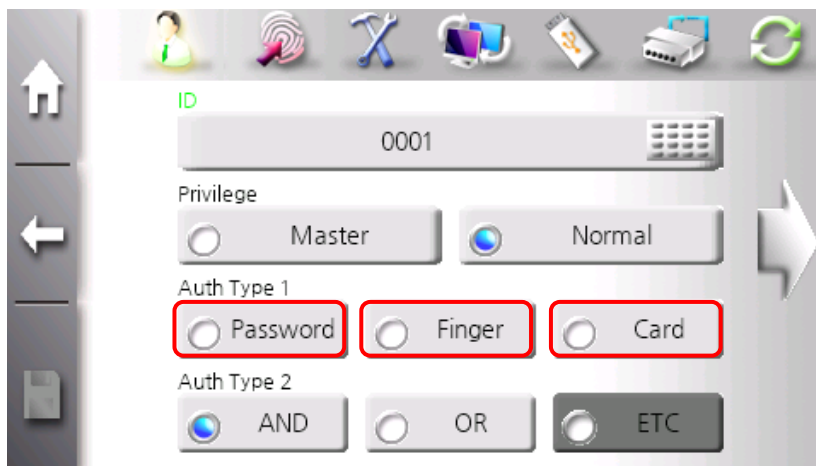 ID
0001
Privilege
Master Normal
Auth Type 1
Password Finger Card
Auth Type 2
AND OR ETC